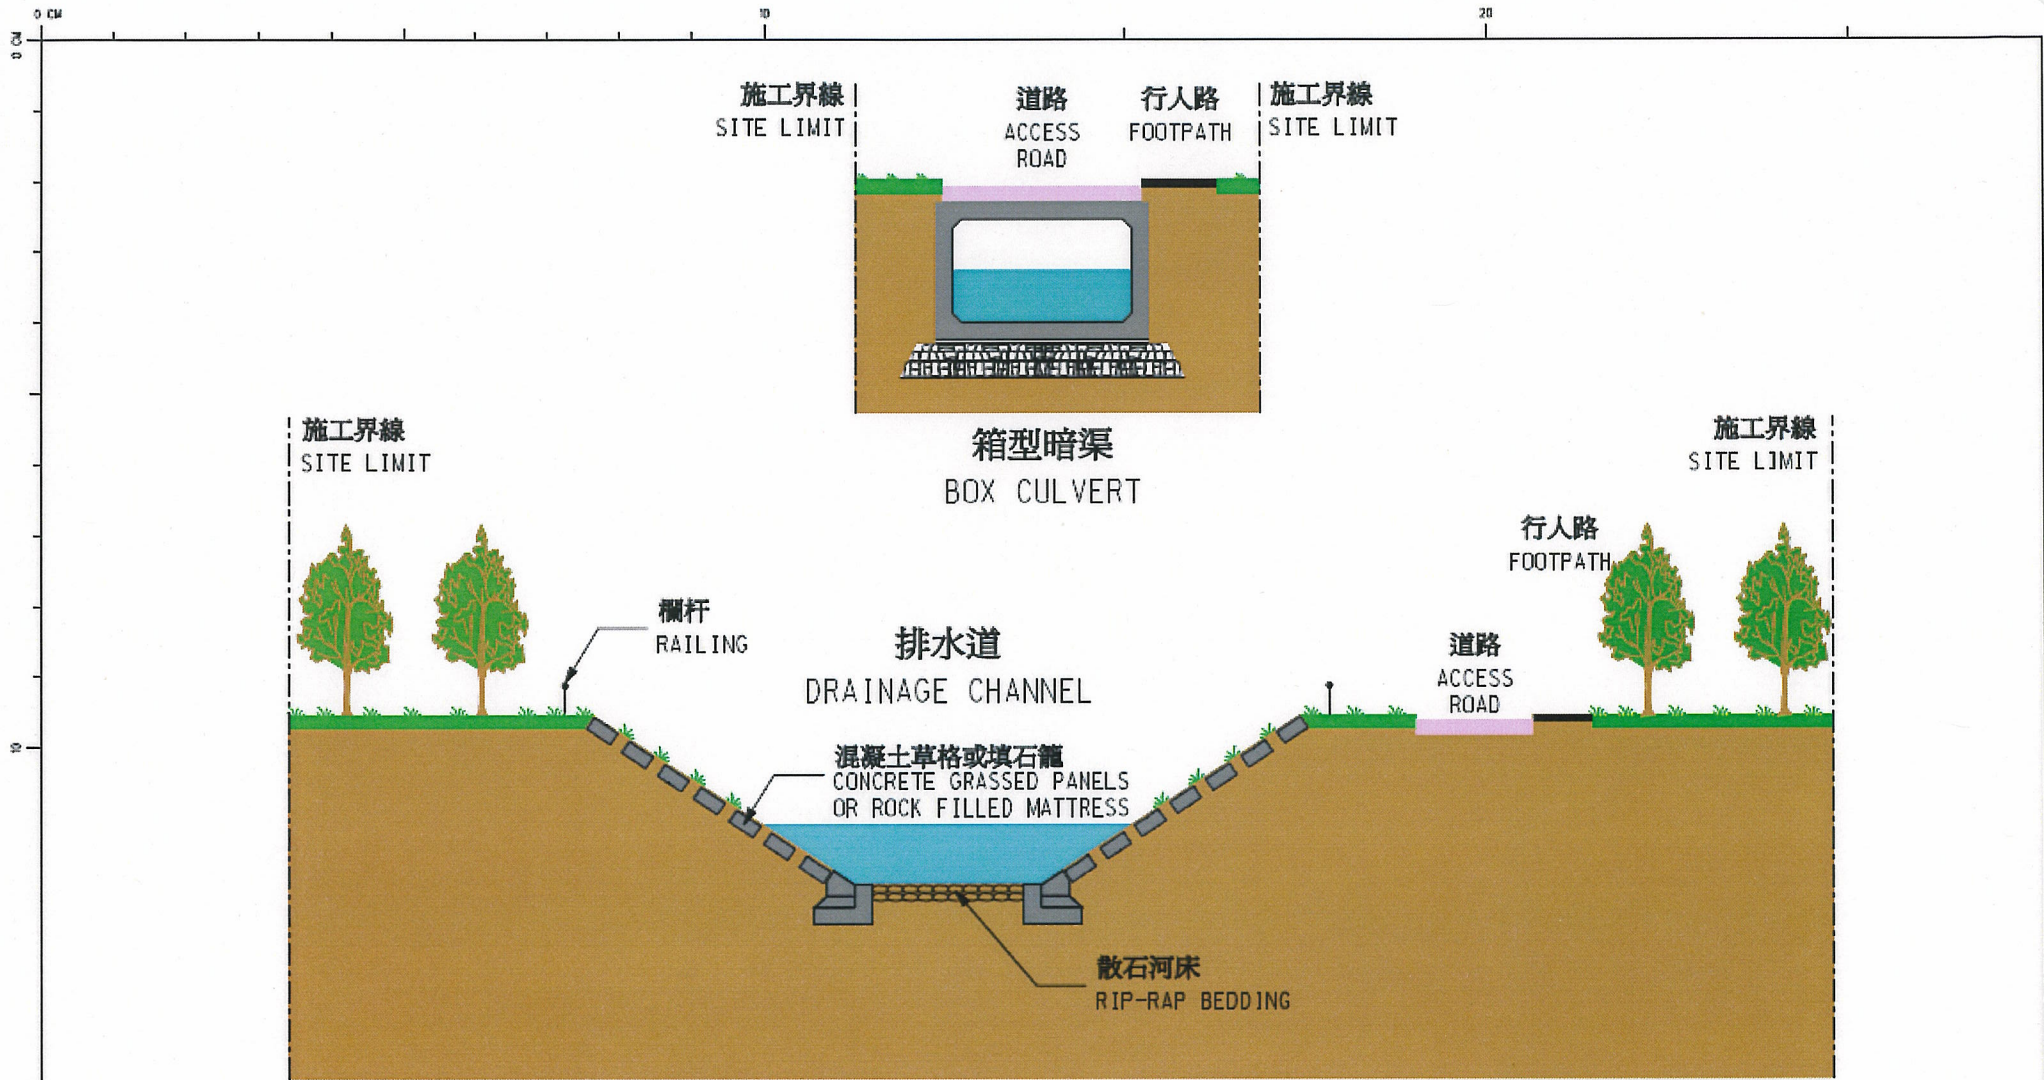 0 CM
10
20
0 CM
施工界線
SITE LIMIT
道路
ACCESS
ROAD
行人路
FOOTPATH
施工界線
SITE LIMIT
箱型暗渠
BOX CULVERT
施工界線
SITE LIMIT
施工界線
SITE LIMIT
行人路
FOOTPATH
欄杆
RAILING
排水道
DRAINAGE CHANNEL
道路
ACCESS
ROAD
10
混凝土草格或填石籠
CONCRETE GRASSED PANELS
OR ROCK FILLED MATTRESS
散石河床
RIP-RAP BEDDING